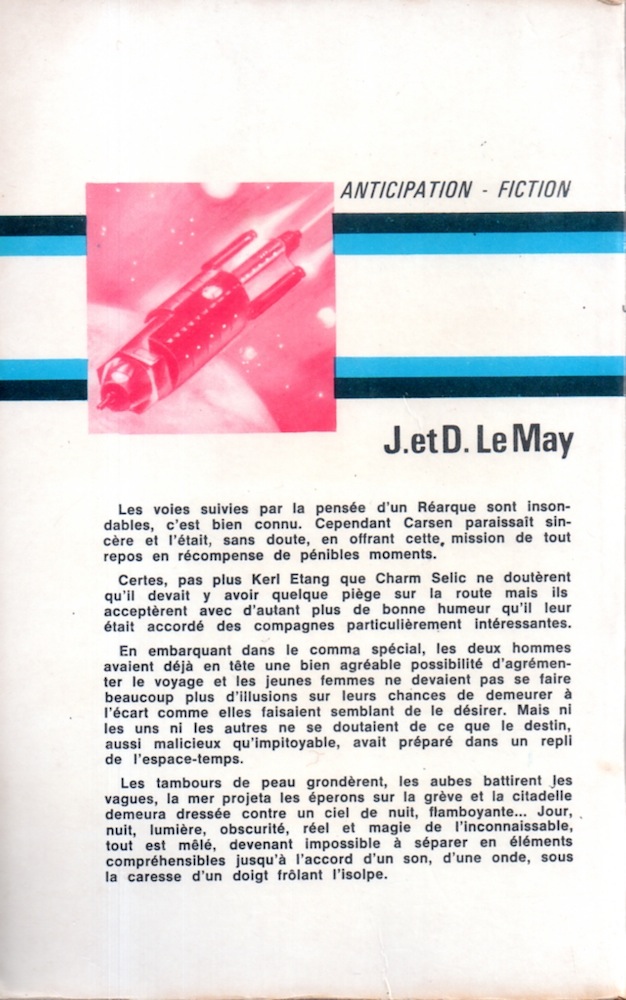 ANTICIPATION - FICTION
J. et D. Le May
Les voies suivies par la pensée d'un Réarque sont inson-
dables, c'est bien connu. Cependant Carsen paraissait sin-
cère et l'était, sans doute, en offrant cette mission de tout
repos en récompense de pénibles moments.
Certes, pas plus Kerl Etang que Charm Selic ne doutèrent
qu'il devait y avoir quelque piège sur la route mais ils
acceptèrent avec d'autant plus de bonne humeur qu'il leur
était accordé des compagnes particulièrement intéressantes.
En embarquant dans le comma spécial, les deux hommes
avaient déjà en tête une bien agréable possibilité d'agrémen-
ter le voyage et les jeunes femmes ne devaient pas se faire
beaucoup plus d'illusions sur leurs chances de demeurer à
l'écart comme elles faisaient semblant de le désirer. Mais ni
les uns ni les autres ne se doutaient de ce que le destin,
aussi malicieux qu'impitoyable, avait préparé dans un repli
de l'espace-temps.
Les tambours de peau grondèrent, les aubes battirent les
vagues, la mer projeta les éperons sur la grève et la citadelle
demeura dressée contre un ciel de nuit, flamboyante... Jour,
nuit, lumière, obscurité, réel et magie de l'inconnaissable,
tout est mêlé, devenant impossible à séparer en éléments
compréhensibles jusqu'à l'accord d'un son, d'une onde, sous
la caresse d'un doigt frôlant l'isolpe.